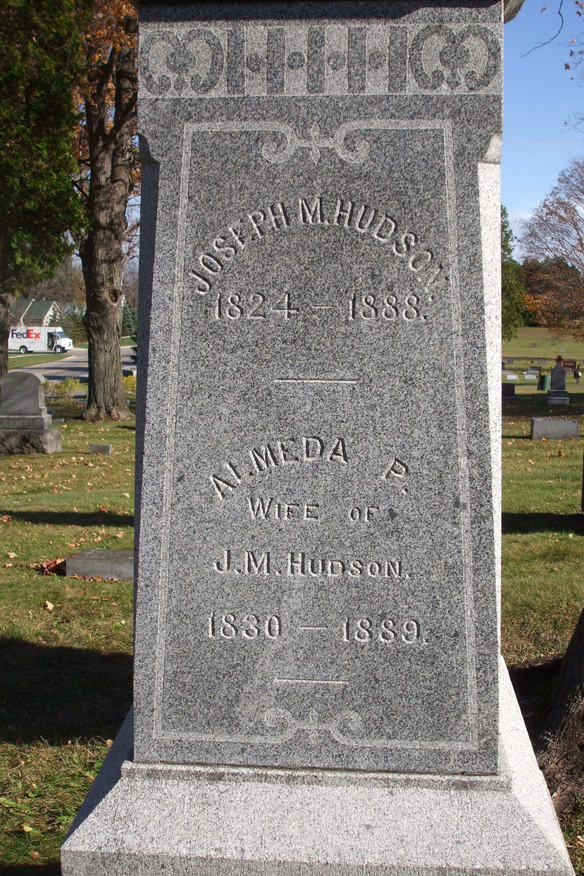 JOSEPH M. HUDSON.
1824 – 1888.
ALMEDA P.
WIFE OF
J.M. HUDSON.
1830 – 1889.
FedEx